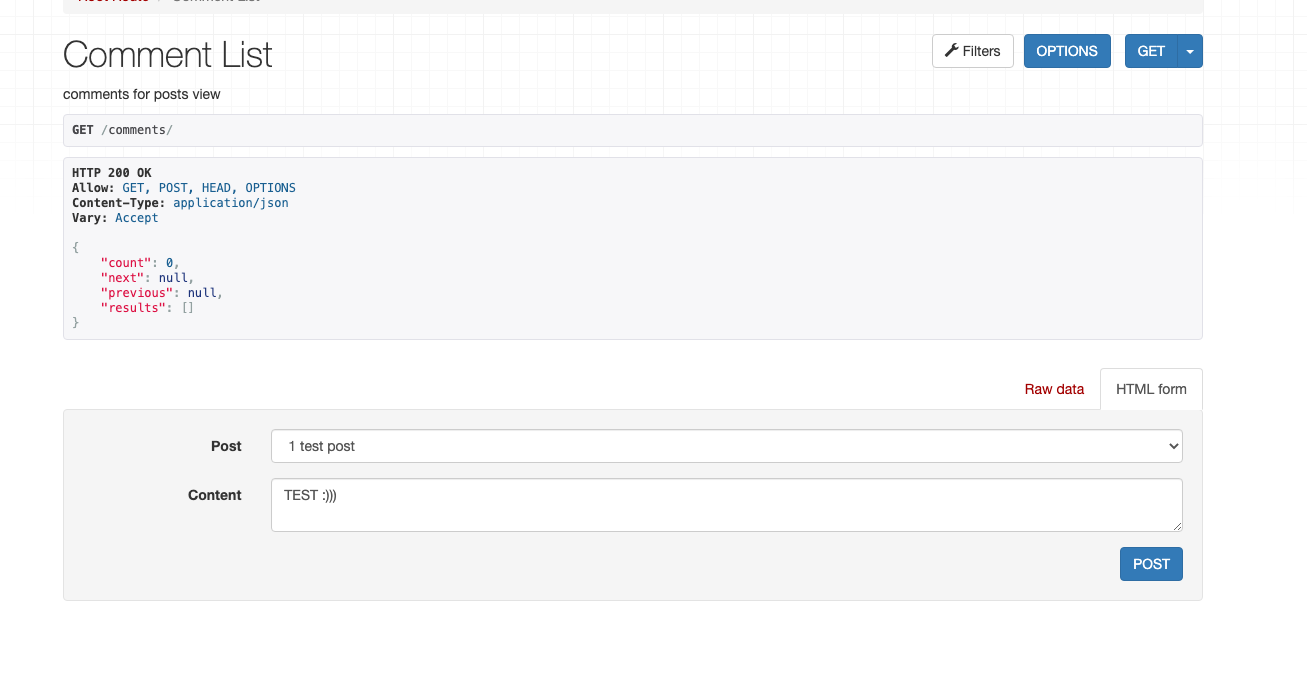 Root Route / Comment List
Comment List
Filters
OPTIONS
GET
comments for posts view
GET /comments/
HTTP 200 OK
Allow: GET, POST, HEAD, OPTIONS
Content-Type: application/json
Vary: Accept
{
"count": 0,
"next": null,
"previous": null,
"results": []
}
Raw data
HTML form
Post
1 test post
Content
TEST :)))
POST